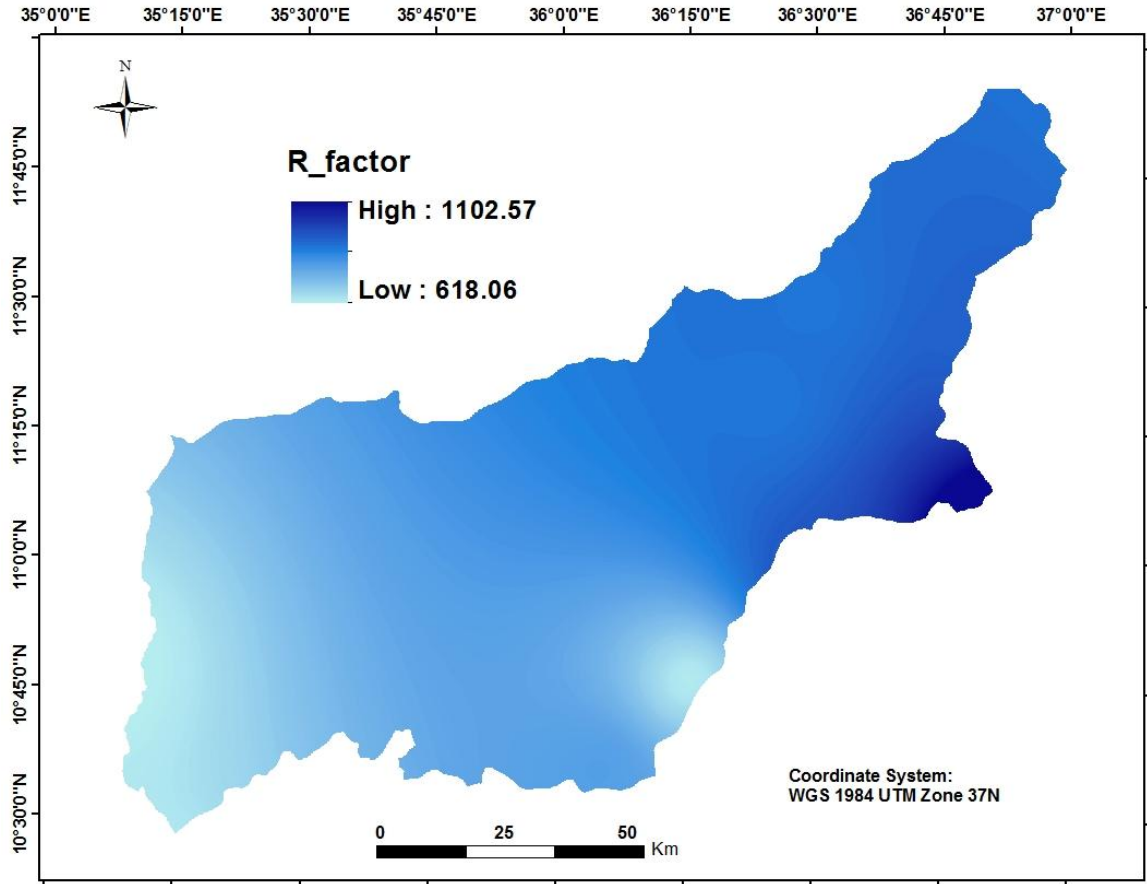 35°0'0"E 35°15'0"E 35°30'0"E 35°45'0"E 36°0'0"E 36°15'0"E 36°30'0"E 36°45'0"E 37°0'0"E
N
11°45'0"N
R_factor
High : 1102.57
Low : 618.06
11°30'0"N
11°15'0"N
11°0'0"N
10°45'0"N
10°30'0"N
Coordinate System:
WGS 1984 UTM Zone 37N
0 25 50
Km